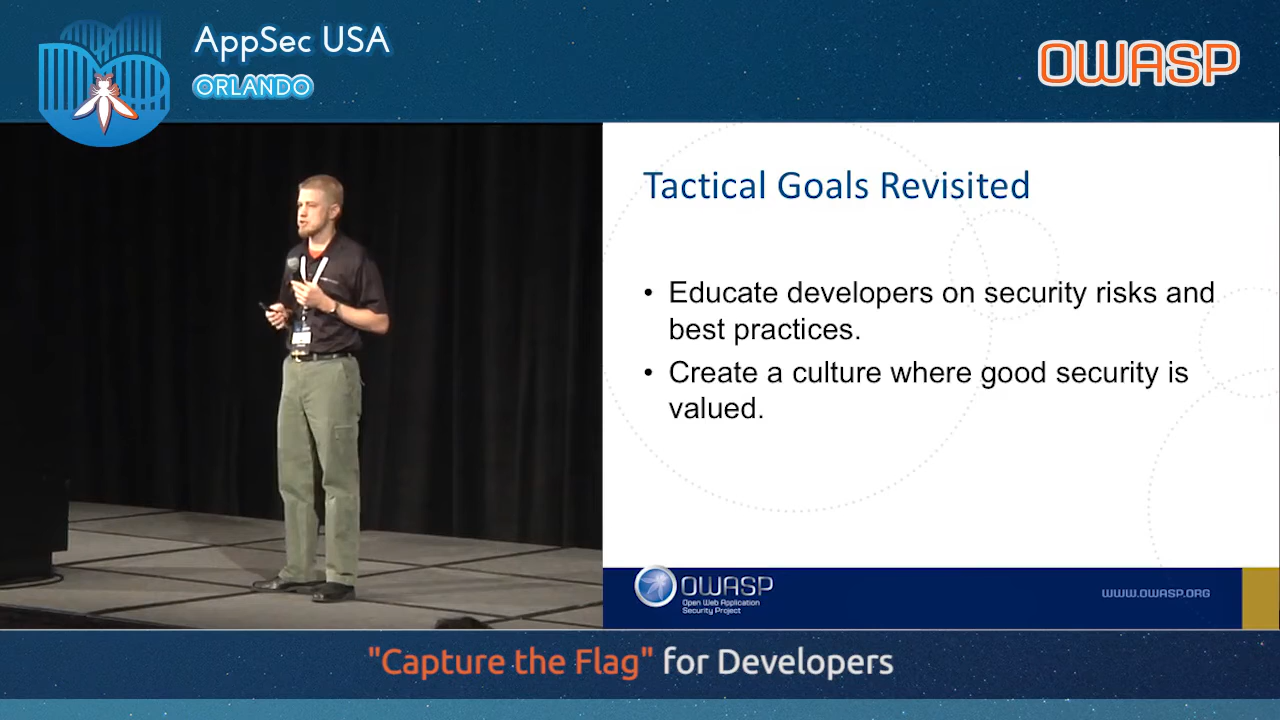 AppSec USA
ORLANDO
OWASP
Tactical Goals Revisited
• Educate developers on security risks and
best practices.
• Create a culture where good security is
valued.
OWASP
Open Web Application
Security Project
WWW.OWASP.ORG
"Capture the Flag" for Developers